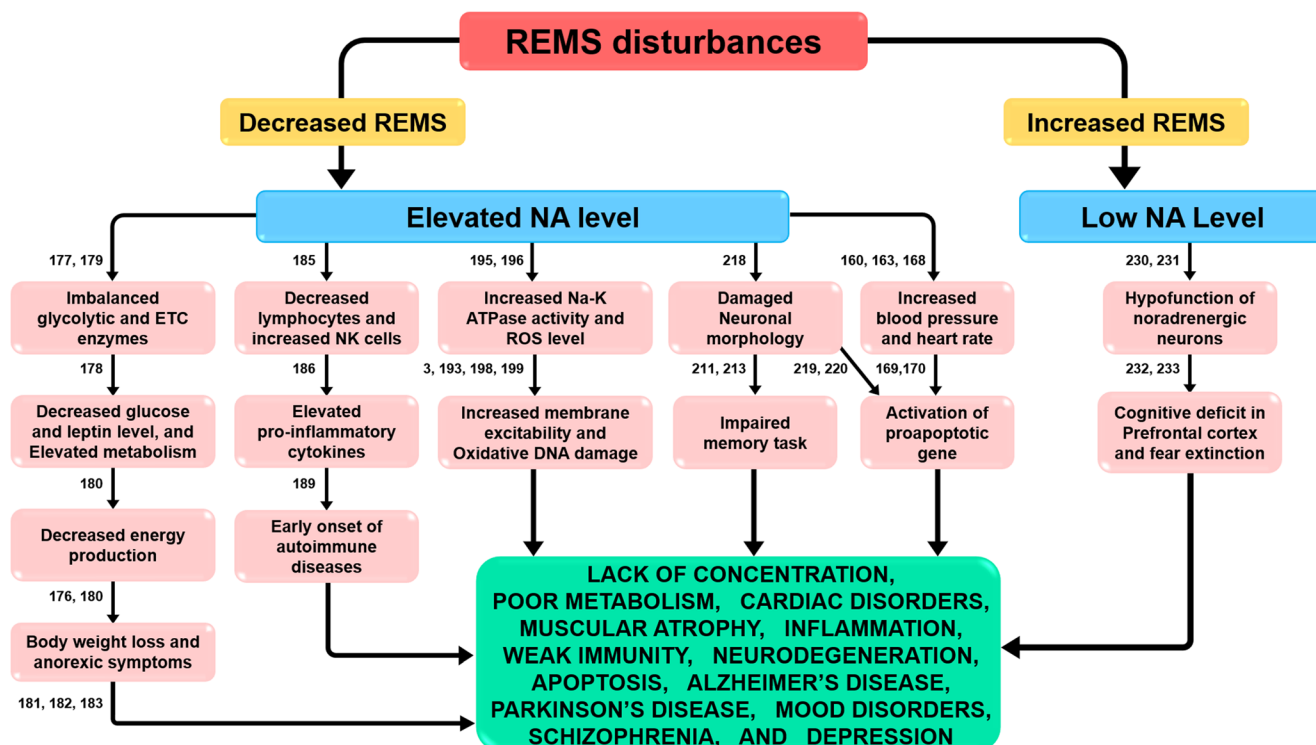 REMS disturbances
Decreased REMS
Increased REMS
Elevated NA level
Low NA Level
177, 179
185
195, 196
218
160, 163, 168
230, 231
Imbalanced
glycolytic and ETC
enzymes
Decreased
lymphocytes and
increased NK cells
Increased Na-K
ATPase activity and
ROS level
Damaged
Neuronal
morphology
Increased
blood pressure
and heart rate
Hypofunction of
noradrenergic
neurons
178
186
3, 193, 198, 199
211, 213
219, 220
169,170
232, 233
Decreased glucose
and leptin level, and
Elevated metabolism
Elevated
pro-inflammatory
cytokines
Increased membrane
excitability and
Oxidative DNA damage
Impaired
memory task
Activation of
proapoptotic
gene
Cognitive deficit in
Prefrontal cortex
and fear extinction
180
189
Decreased energy
production
Early onset of
autoimmune
diseases
176, 180
Body weight loss and
anorexic symptoms
181, 182, 183
LACK OF CONCENTRATION,
POOR METABOLISM, CARDIAC DISORDERS,
MUSCULAR ATROPHY, INFLAMMATION,
WEAK IMMUNITY, NEURODEGENERATION,
APOPTOSIS, ALZHEIMER'S DISEASE,
PARKINSON'S DISEASE, MOOD DISORDERS,
SCHIZOPHRENIA, AND DEPRESSION